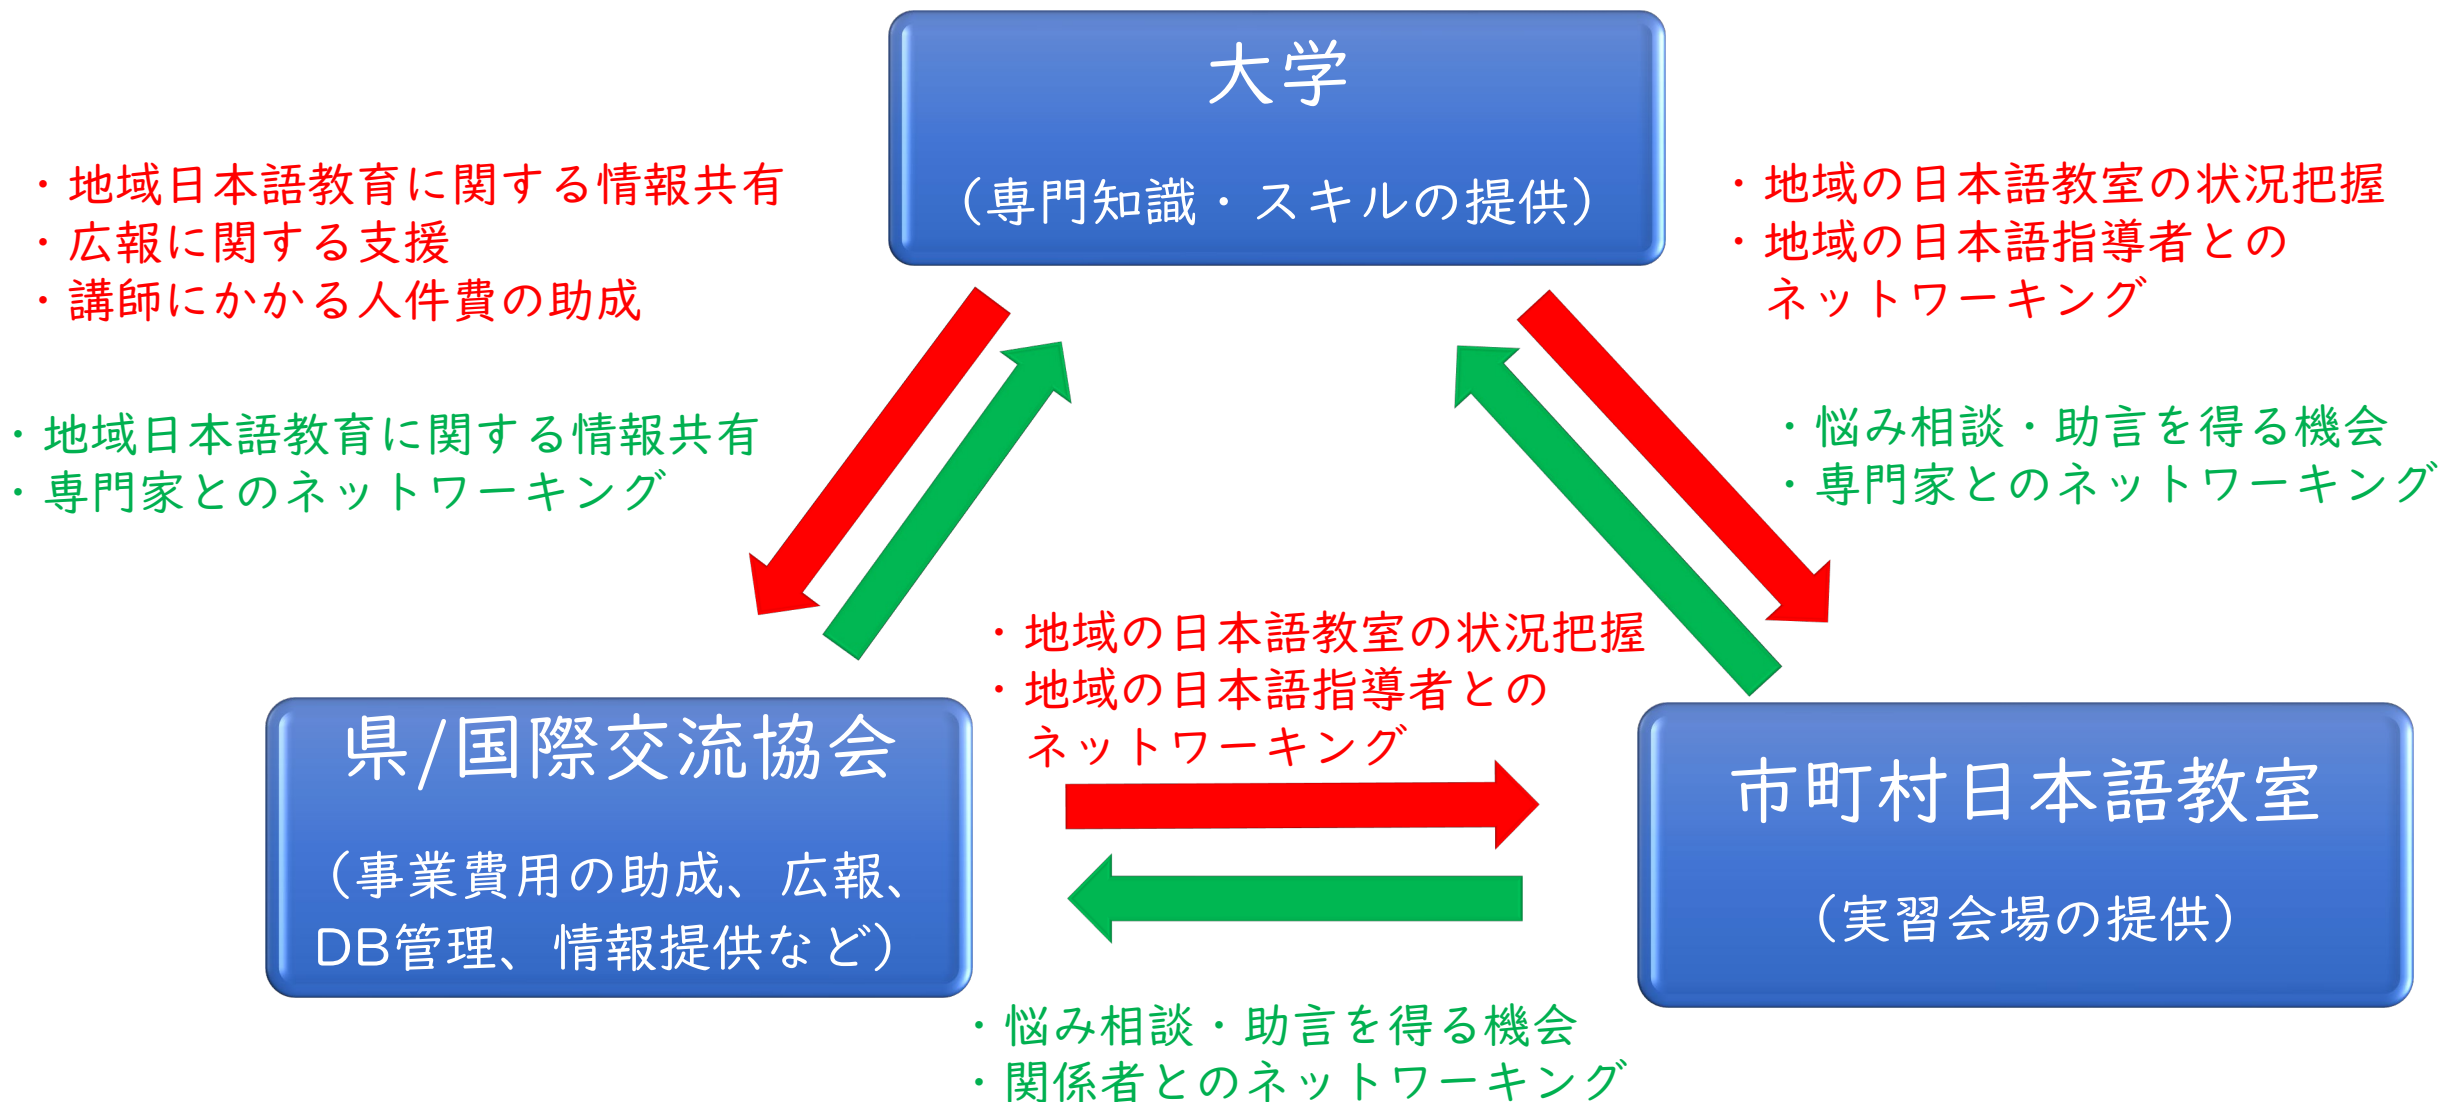 大学
（専門知識・スキルの提供）
・地域日本語教育に関する情報共有
・広報に関する支援
・講師にかかる人件費の助成
・地域の日本語教室の状況把握
・地域の日本語指導者との
ネットワーキング
・地域日本語教育に関する情報共有
・専門家とのネットワーキング
・悩み相談・助言を得る機会
・専門家とのネットワーキング
・地域の日本語教室の状況把握
・地域の日本語指導者との
ネットワーキング
県/国際交流協会
（事業費用の助成、広報、
DB管理、情報提供など）
市町村日本語教室
（実習会場の提供）
・悩み相談・助言を得る機会
・関係者とのネットワーキング